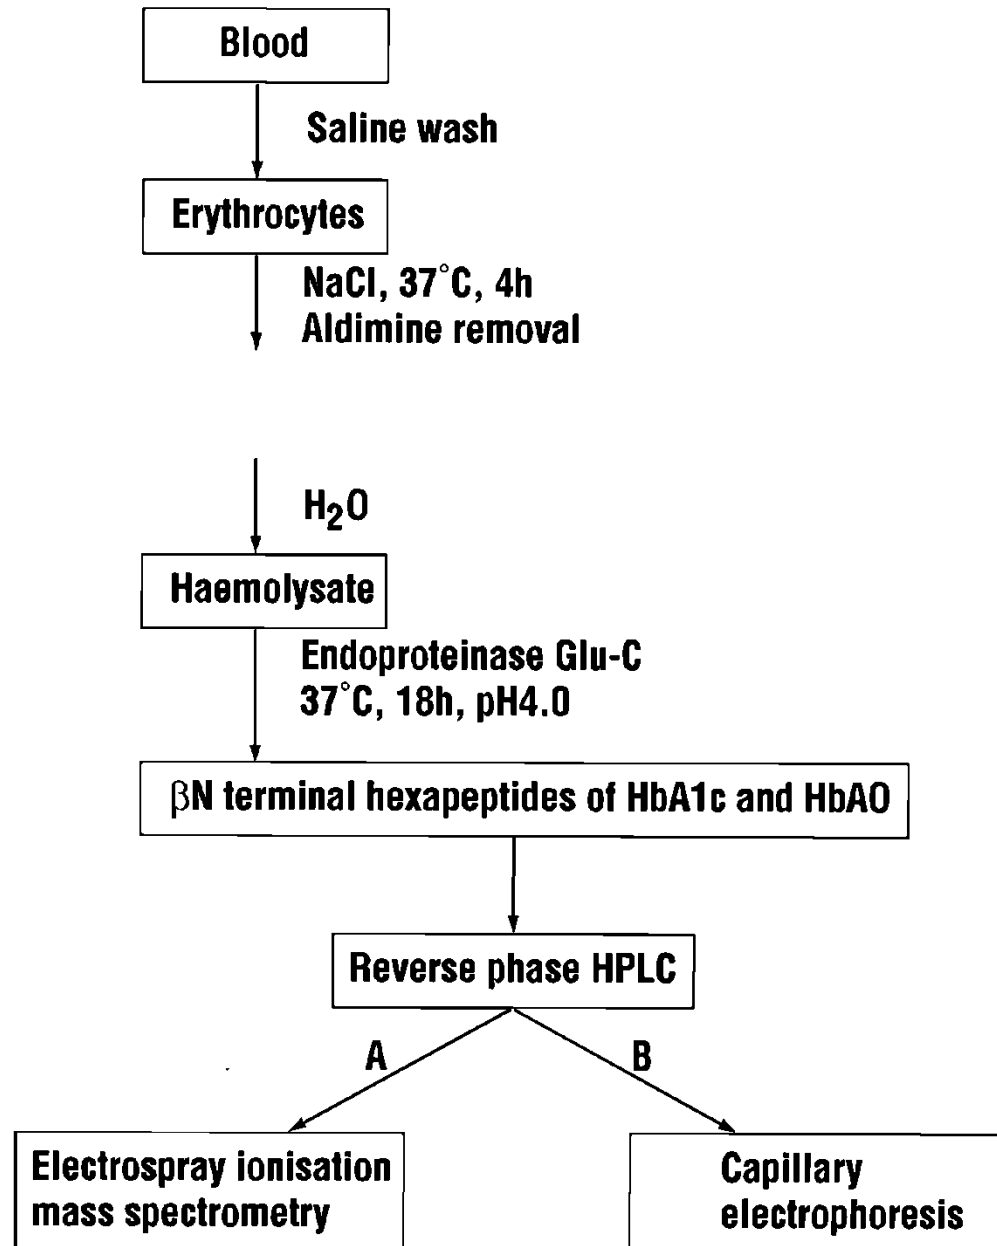 Blood
Saline wash
Erythrocytes
NaCl, 37°C, 4h
Aldimine removal
H₂O
Haemolysate
Endoproteinase Glu-C
37°C, 18h, pH4.0
βN terminal hexapeptides of HbA1c and HbAO
Reverse phase HPLC
A
B
Electrospray ionisation
mass spectrometry
Capillary
electrophoresis